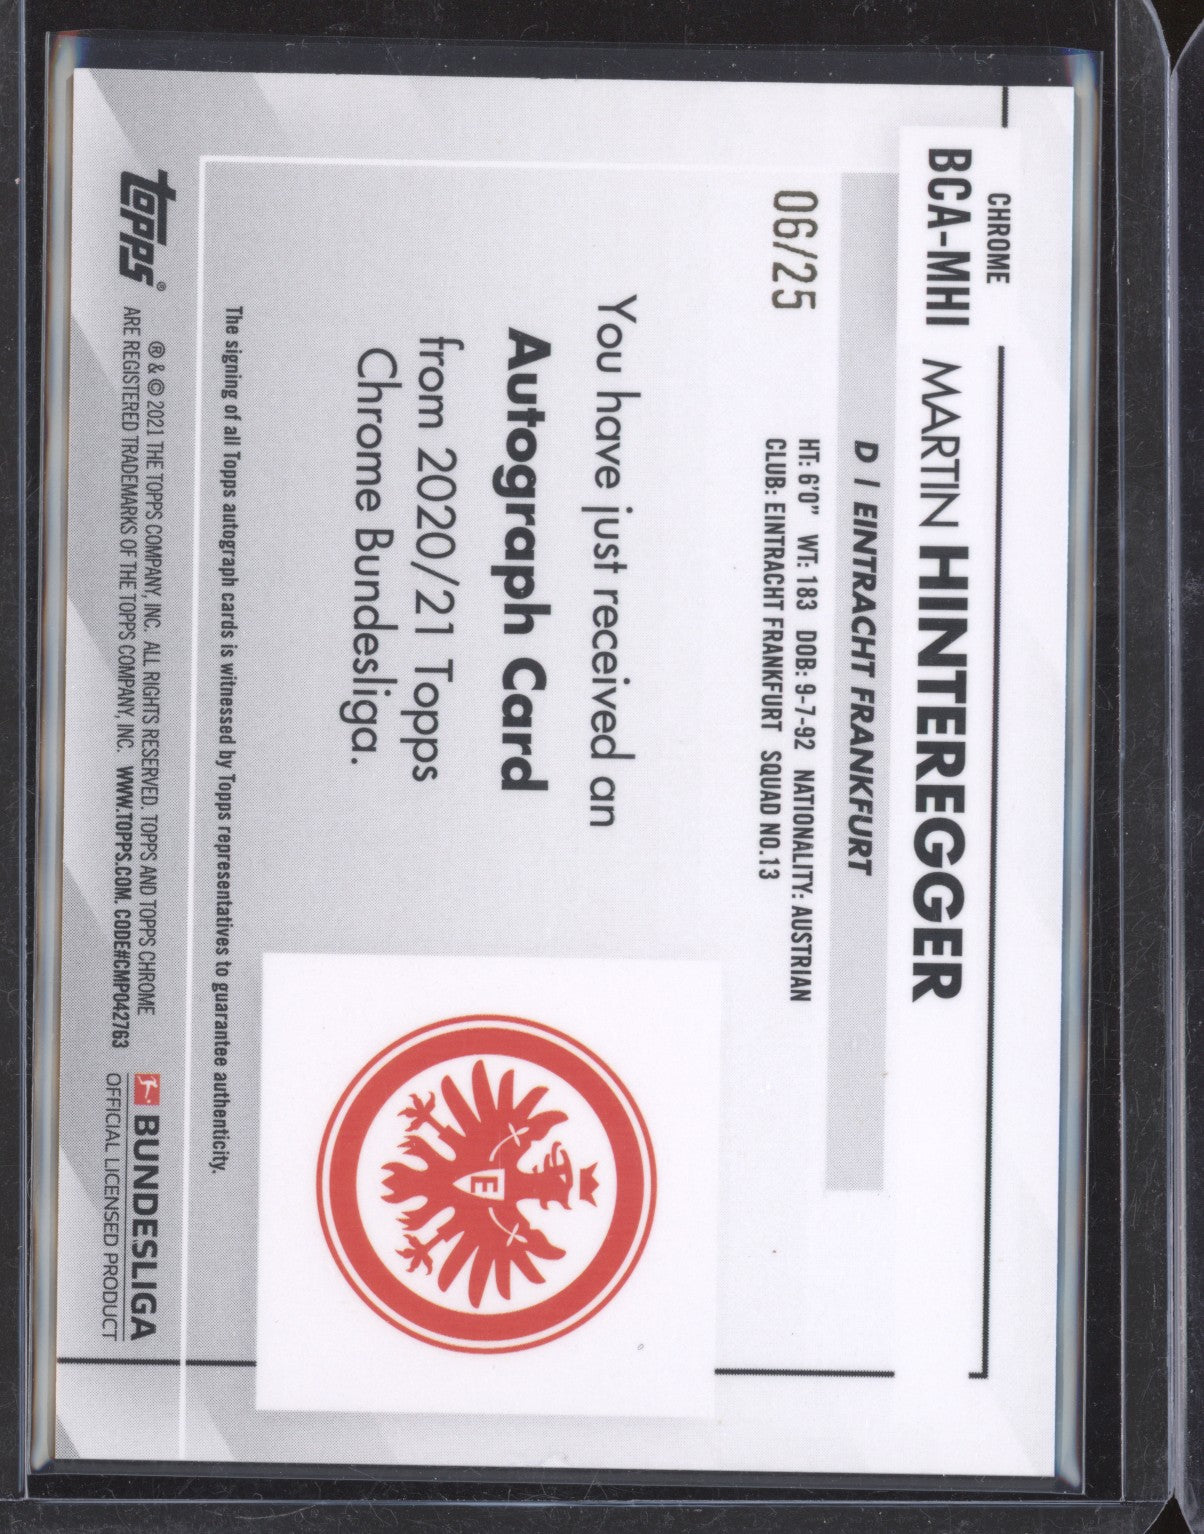 CHROME
BCA-MHI MARTIN HINTEREGGER
D | EINTRACHT FRANKFURT
06/25
HT: 6'0" WT: 183 DOB: 9-7-92 NATIONALITY: AUSTRIAN
CLUB: EINTRACHT FRANKFURT SQUAD NO.13
You have just received an
Autograph Card
from 2020/21 Topps
Chrome Bundesliga.
E
The signing of all Topps autograph cards is witnessed by Topps representatives to guarantee authenticity.
topps®
® & © 2021 THE TOPPS COMPANY, INC. ALL RIGHTS RESERVED. TOPPS AND TOPPS CHROME
ARE REGISTERED TRADEMARKS OF THE TOPPS COMPANY, INC. WWW.TOPPS.COM. CODE#CMP042763
BUNDESLIGA
OFFICIAL LICENSED PRODUCT